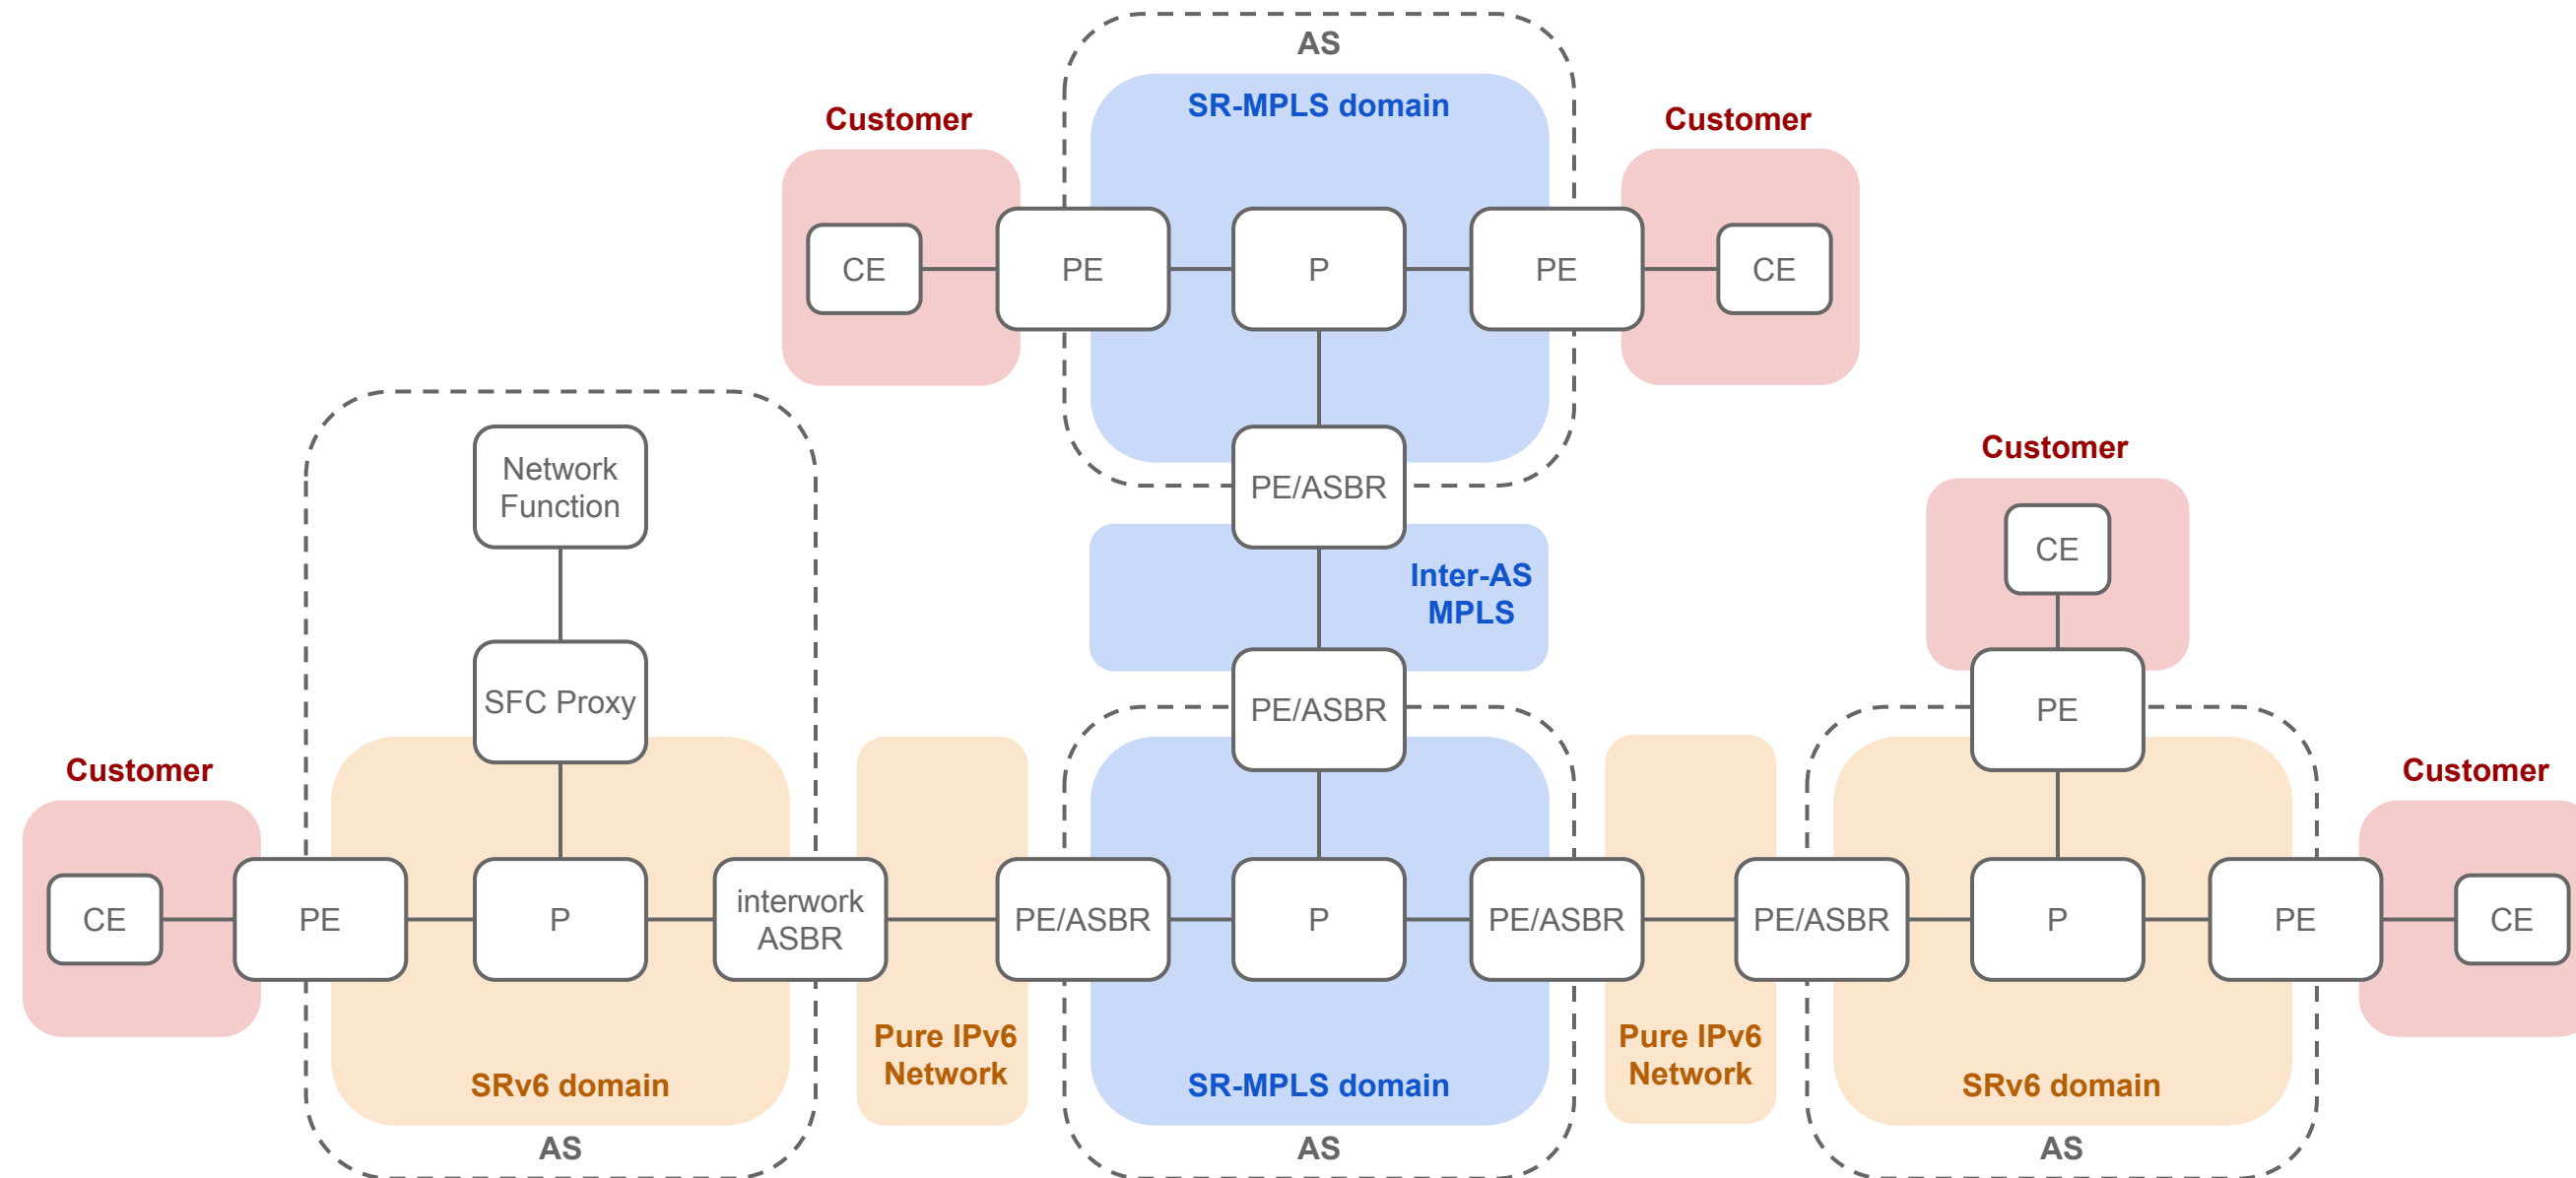 AS
SR-MPLS domain
Customer
Customer
CE
PE
P
PE
CE
Customer
Network
Function
PE/ASBR
CE
Inter-AS
MPLS
SFC Proxy
PE/ASBR
PE
Customer
Customer
CE
PE
P
interwork
ASBR
PE/ASBR
P
PE/ASBR
PE/ASBR
P
PE
CE
Pure IPv6
Network
Pure IPv6
Network
SRv6 domain
SR-MPLS domain
SRv6 domain
AS
AS
AS